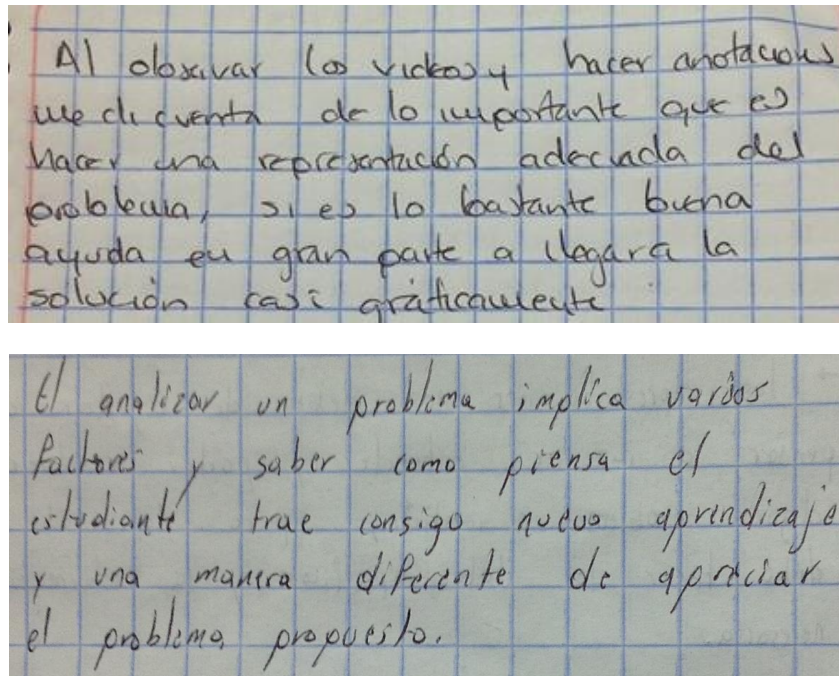 Al observar los videos y hacer anotaciones
me di cuenta de lo importante que es
hacer una representación adecuada del
problema, si es lo bastante buena
ayuda en gran parte a llegar a la
solución casi gráficamente
El analizar un problema implica varios
factores y saber como piensa el
estudiante trae consigo nuevo aprendizaje
y una manera diferente de apreciar
el problema propuesto.